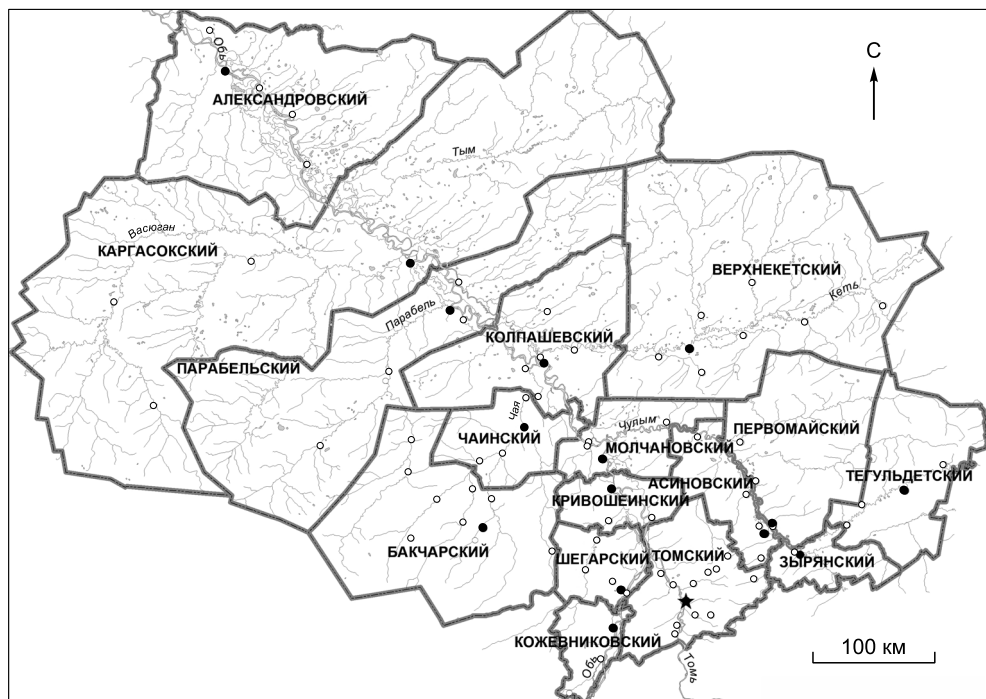 Обь
С
АЛЕКСАНДРОВСКИЙ
Тым
Васюган
КАРГАСОКСКИЙ
ВЕРХНЕКЕТСКИЙ
Кеть
Парабель
КОЛПАШЕВСКИЙ
ПАРАБЕЛЬСКИЙ
Чая
Чулым
ПЕРВОМАЙСКИЙ
ЧАИНСКИЙ
МОЛЧАНОВСКИЙ
ТЕГУЛЬДЕТСКИЙ
АСИНОВСКИЙ
КРИВОШЕИНСКИЙ
БАКЧАРСКИЙ
ШЕГАРСКИЙ
ТОМСКИЙ
ЗЫРЯНСКИЙ
КОЖЕВНИКОВСКИЙ
100 км
Обь
Томь